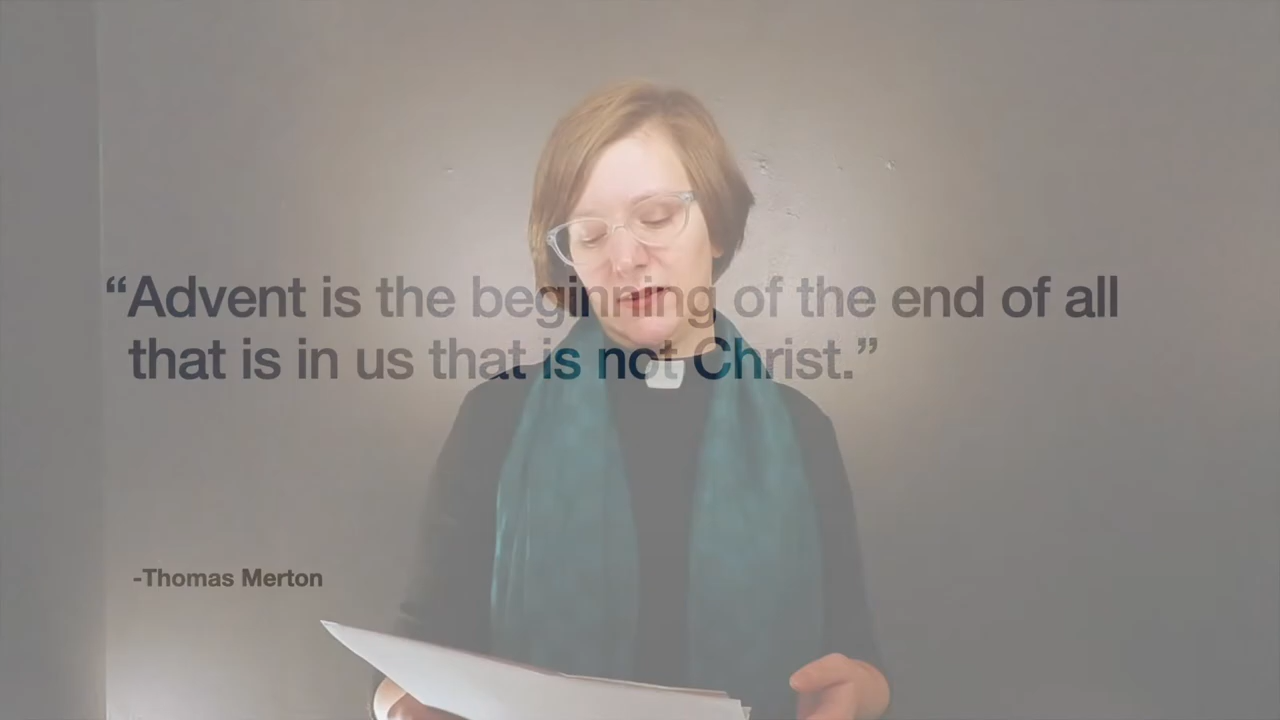 “Advent is the beginning of the end of all
that is in us that is not Christ.”
-Thomas Merton